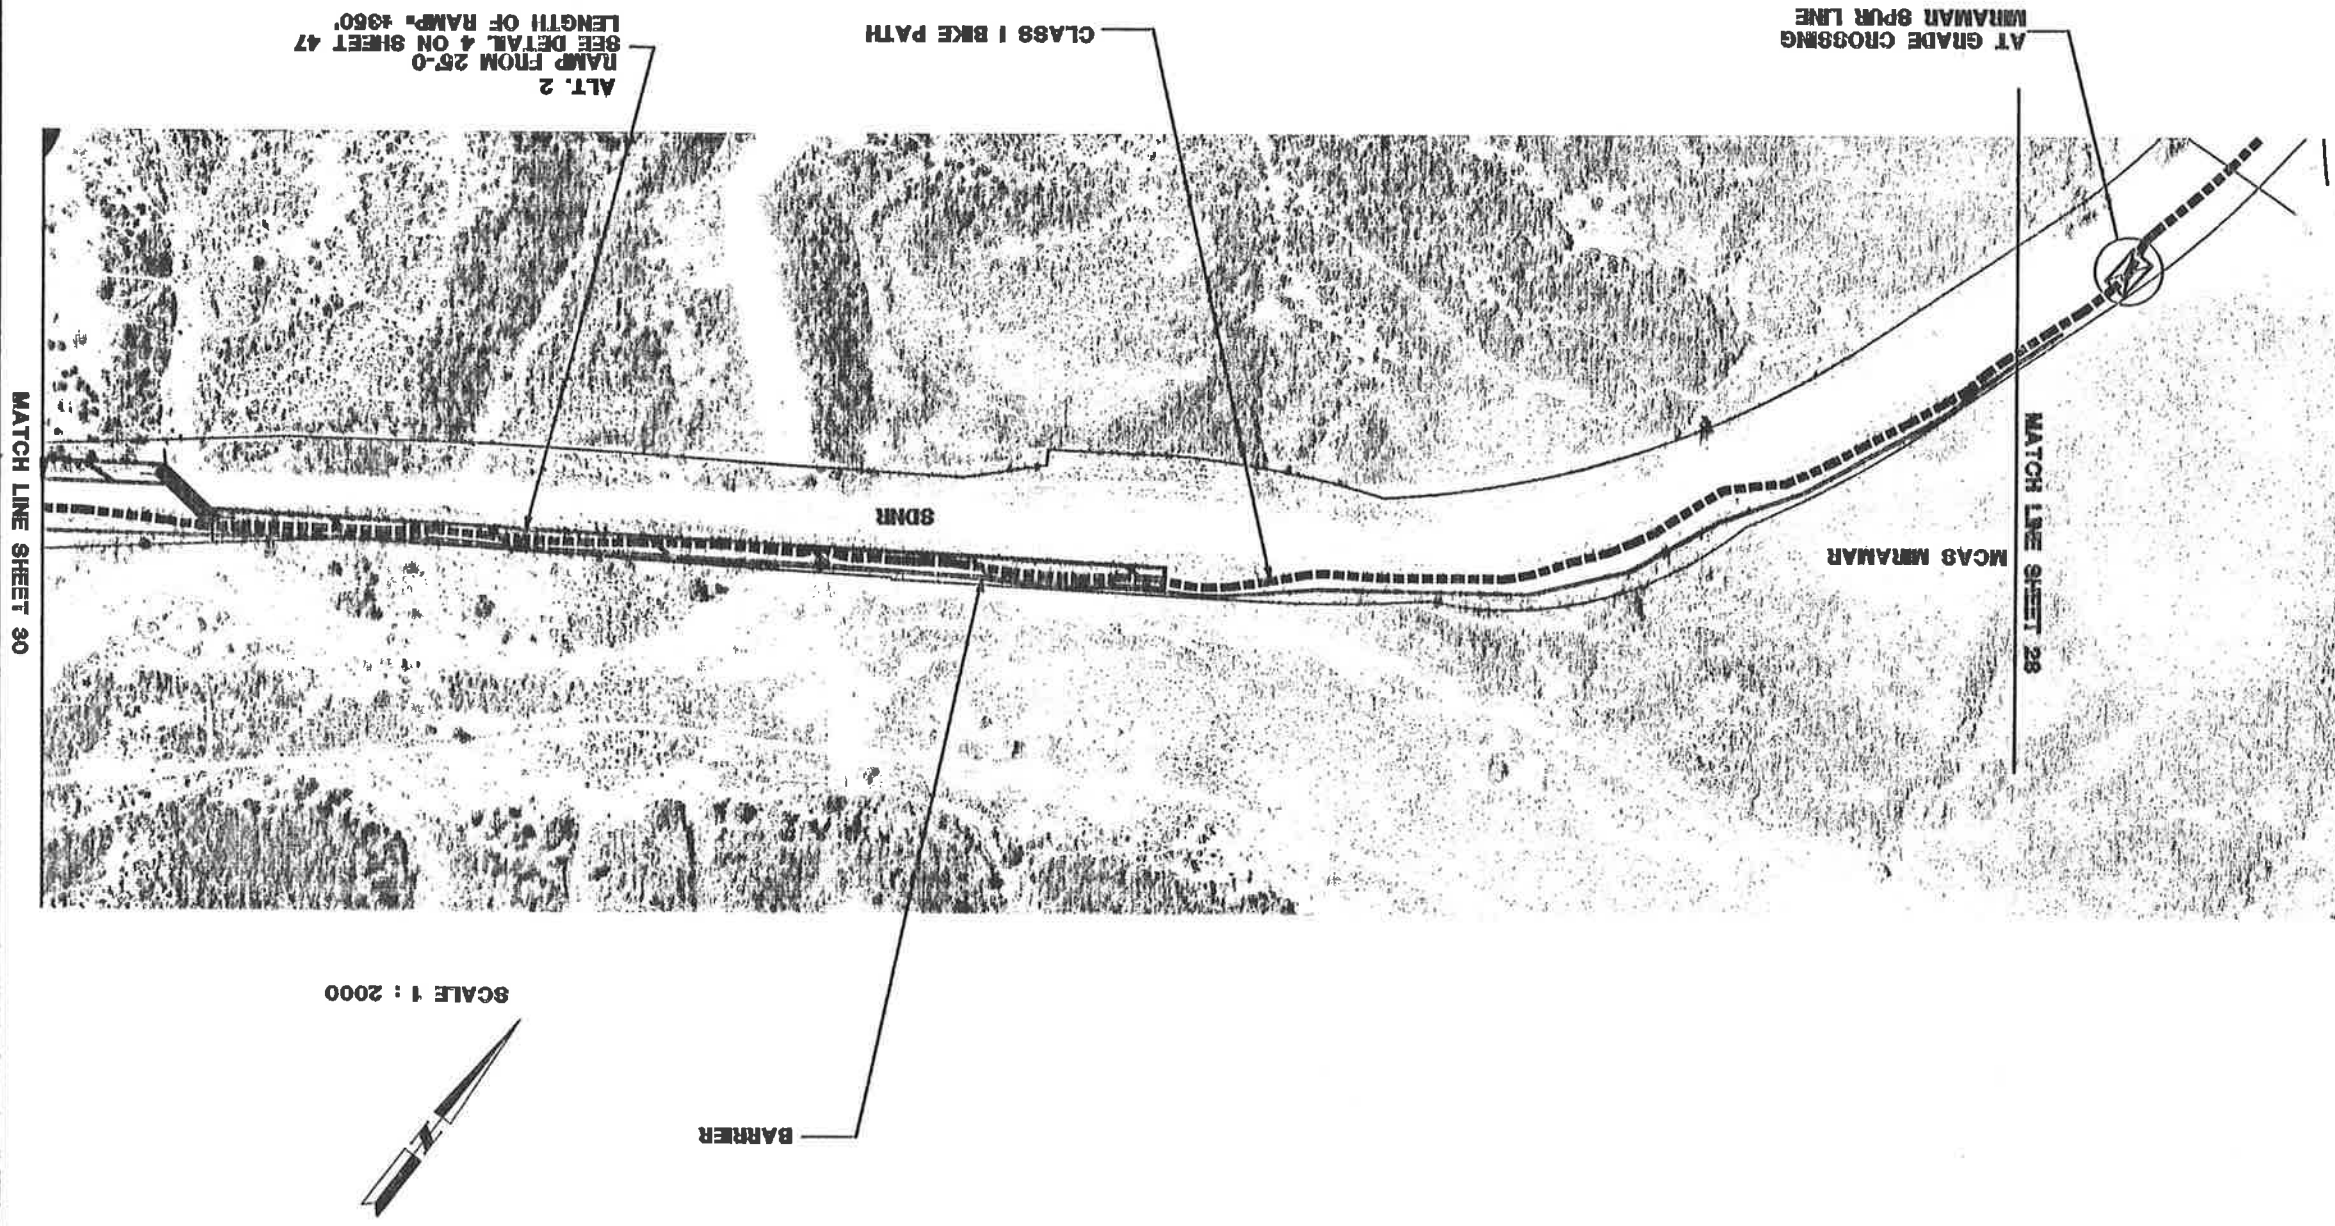 BARRIER
SCALE 1 : 2000
MATCH LINE SHEET 28
MATCH LINE SHEET 30
MCAS MIRAMAR
SDNR
AT GRADE CROSSING
MIRAMAR SPUR LINE
CLASS I BIKE PATH
ALT. 2
RAMP FROM 25'-0
SEE DETAIL 4 ON SHEET 47
LENGTH OF RAMP=